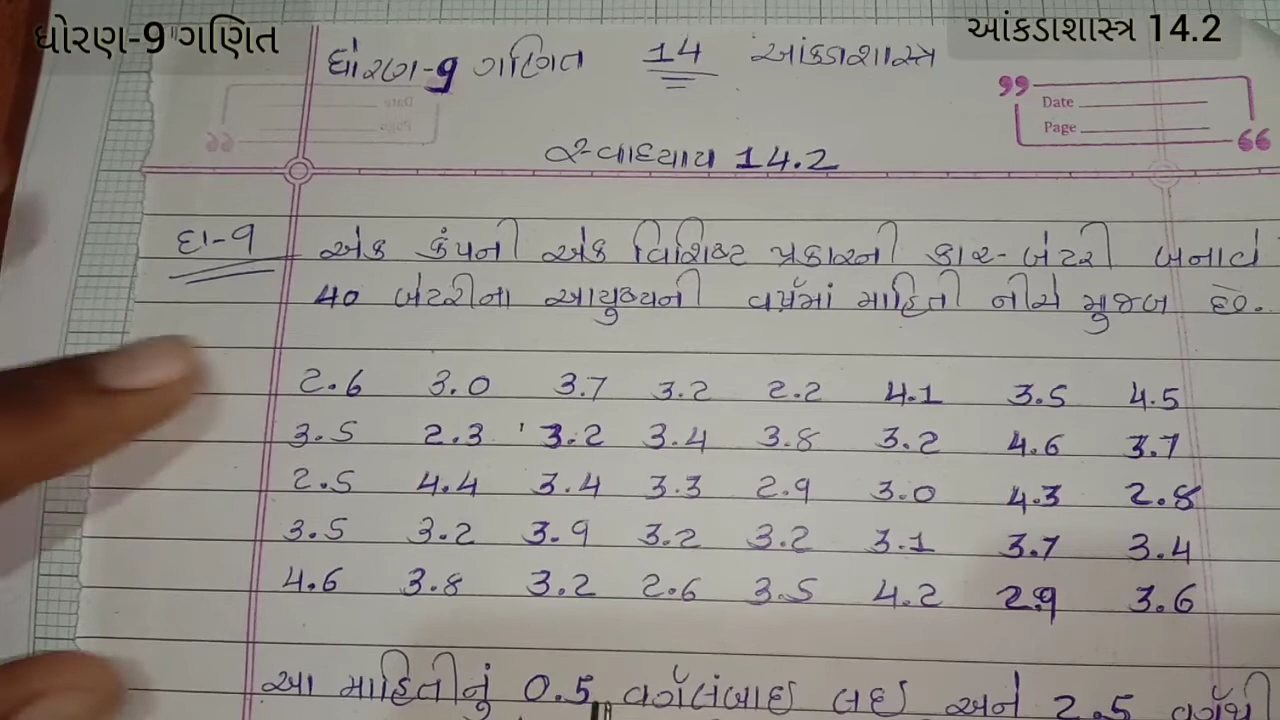 ધોરણ-9 ગણિત
આંકડાશાસ્ત્ર 14.2
ધોરણ-9 ગણિત 14 આંકડાશાસ્ત્ર
Date
Page
સ્વાધ્યાય 14.2
દા-૧ એક કંપની એક વિશિષ્ટ પ્રકારની કાર-બેટરી બનાવે
40 બેટરીના આયુષ્યની વર્ષમાં માહિતી નીચે મુજબ છે.
2.6 3.0 3.7 3.2 2.2 4.1 3.5 4.5
3.5 2.3 3.2 3.4 3.8 3.2 4.6 3.7
2.5 4.4 3.4 3.3 2.9 3.0 4.3 2.8
3.5 3.2 3.9 3.2 3.2 3.1 3.7 3.4
4.6 3.8 3.2 2.6 3.5 4.2 2.9 3.6
આ માહિતીનું 0.5 વર્ગલંબાઈ લઇ અને 2.5 વર્ગથી